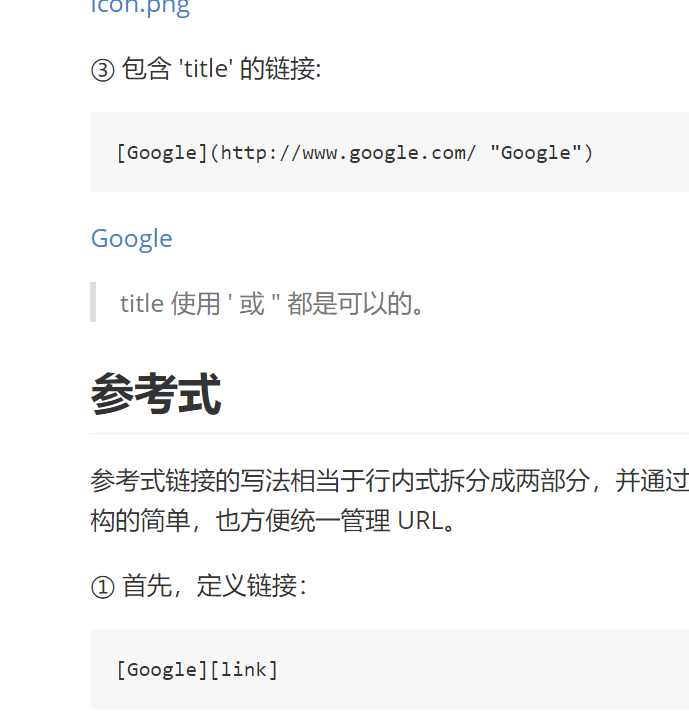 icon.png
③ 包含 'title' 的链接:
[Google](http://www.google.com/ "Google")
Google
title 使用 ' 或 " 都是可以的。
参考式
参考式链接的写法相当于行内式拆分成两部分，并通过
构的简单，也方便统一管理 URL。
① 首先，定义链接：
[Google][link]